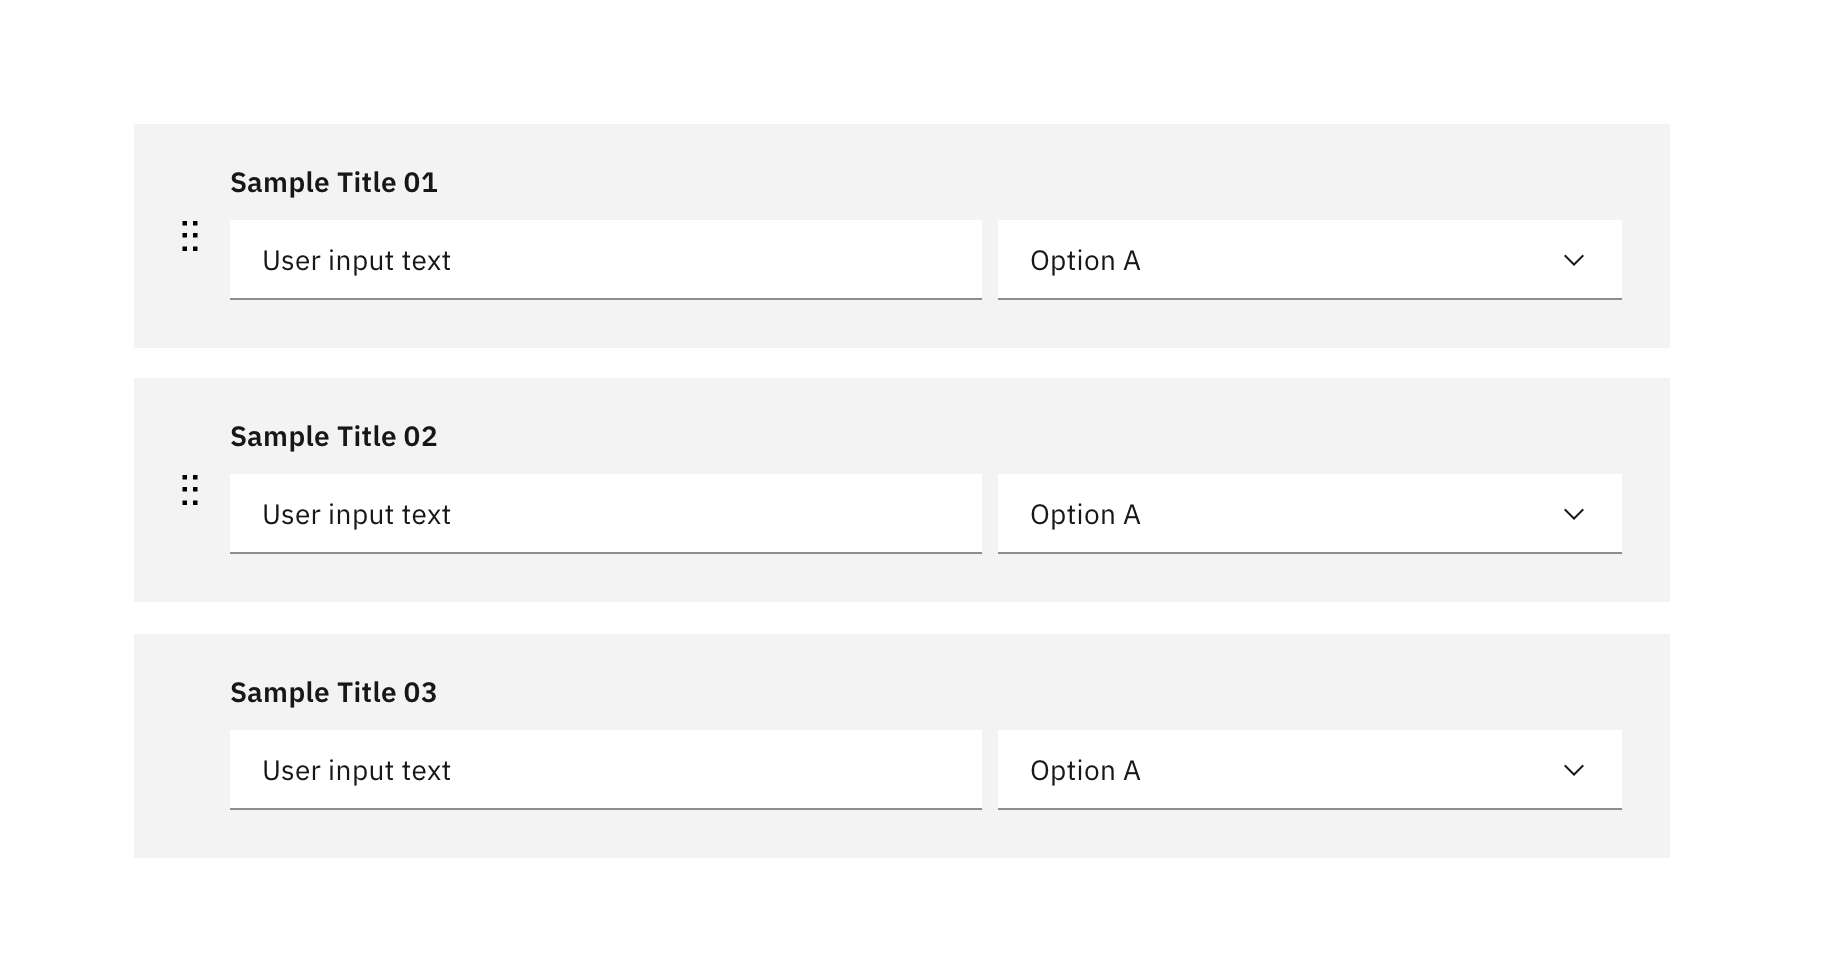 Sample Title 01
User input text
Option A
Sample Title 02
User input text
Option A
Sample Title 03
User input text
Option A